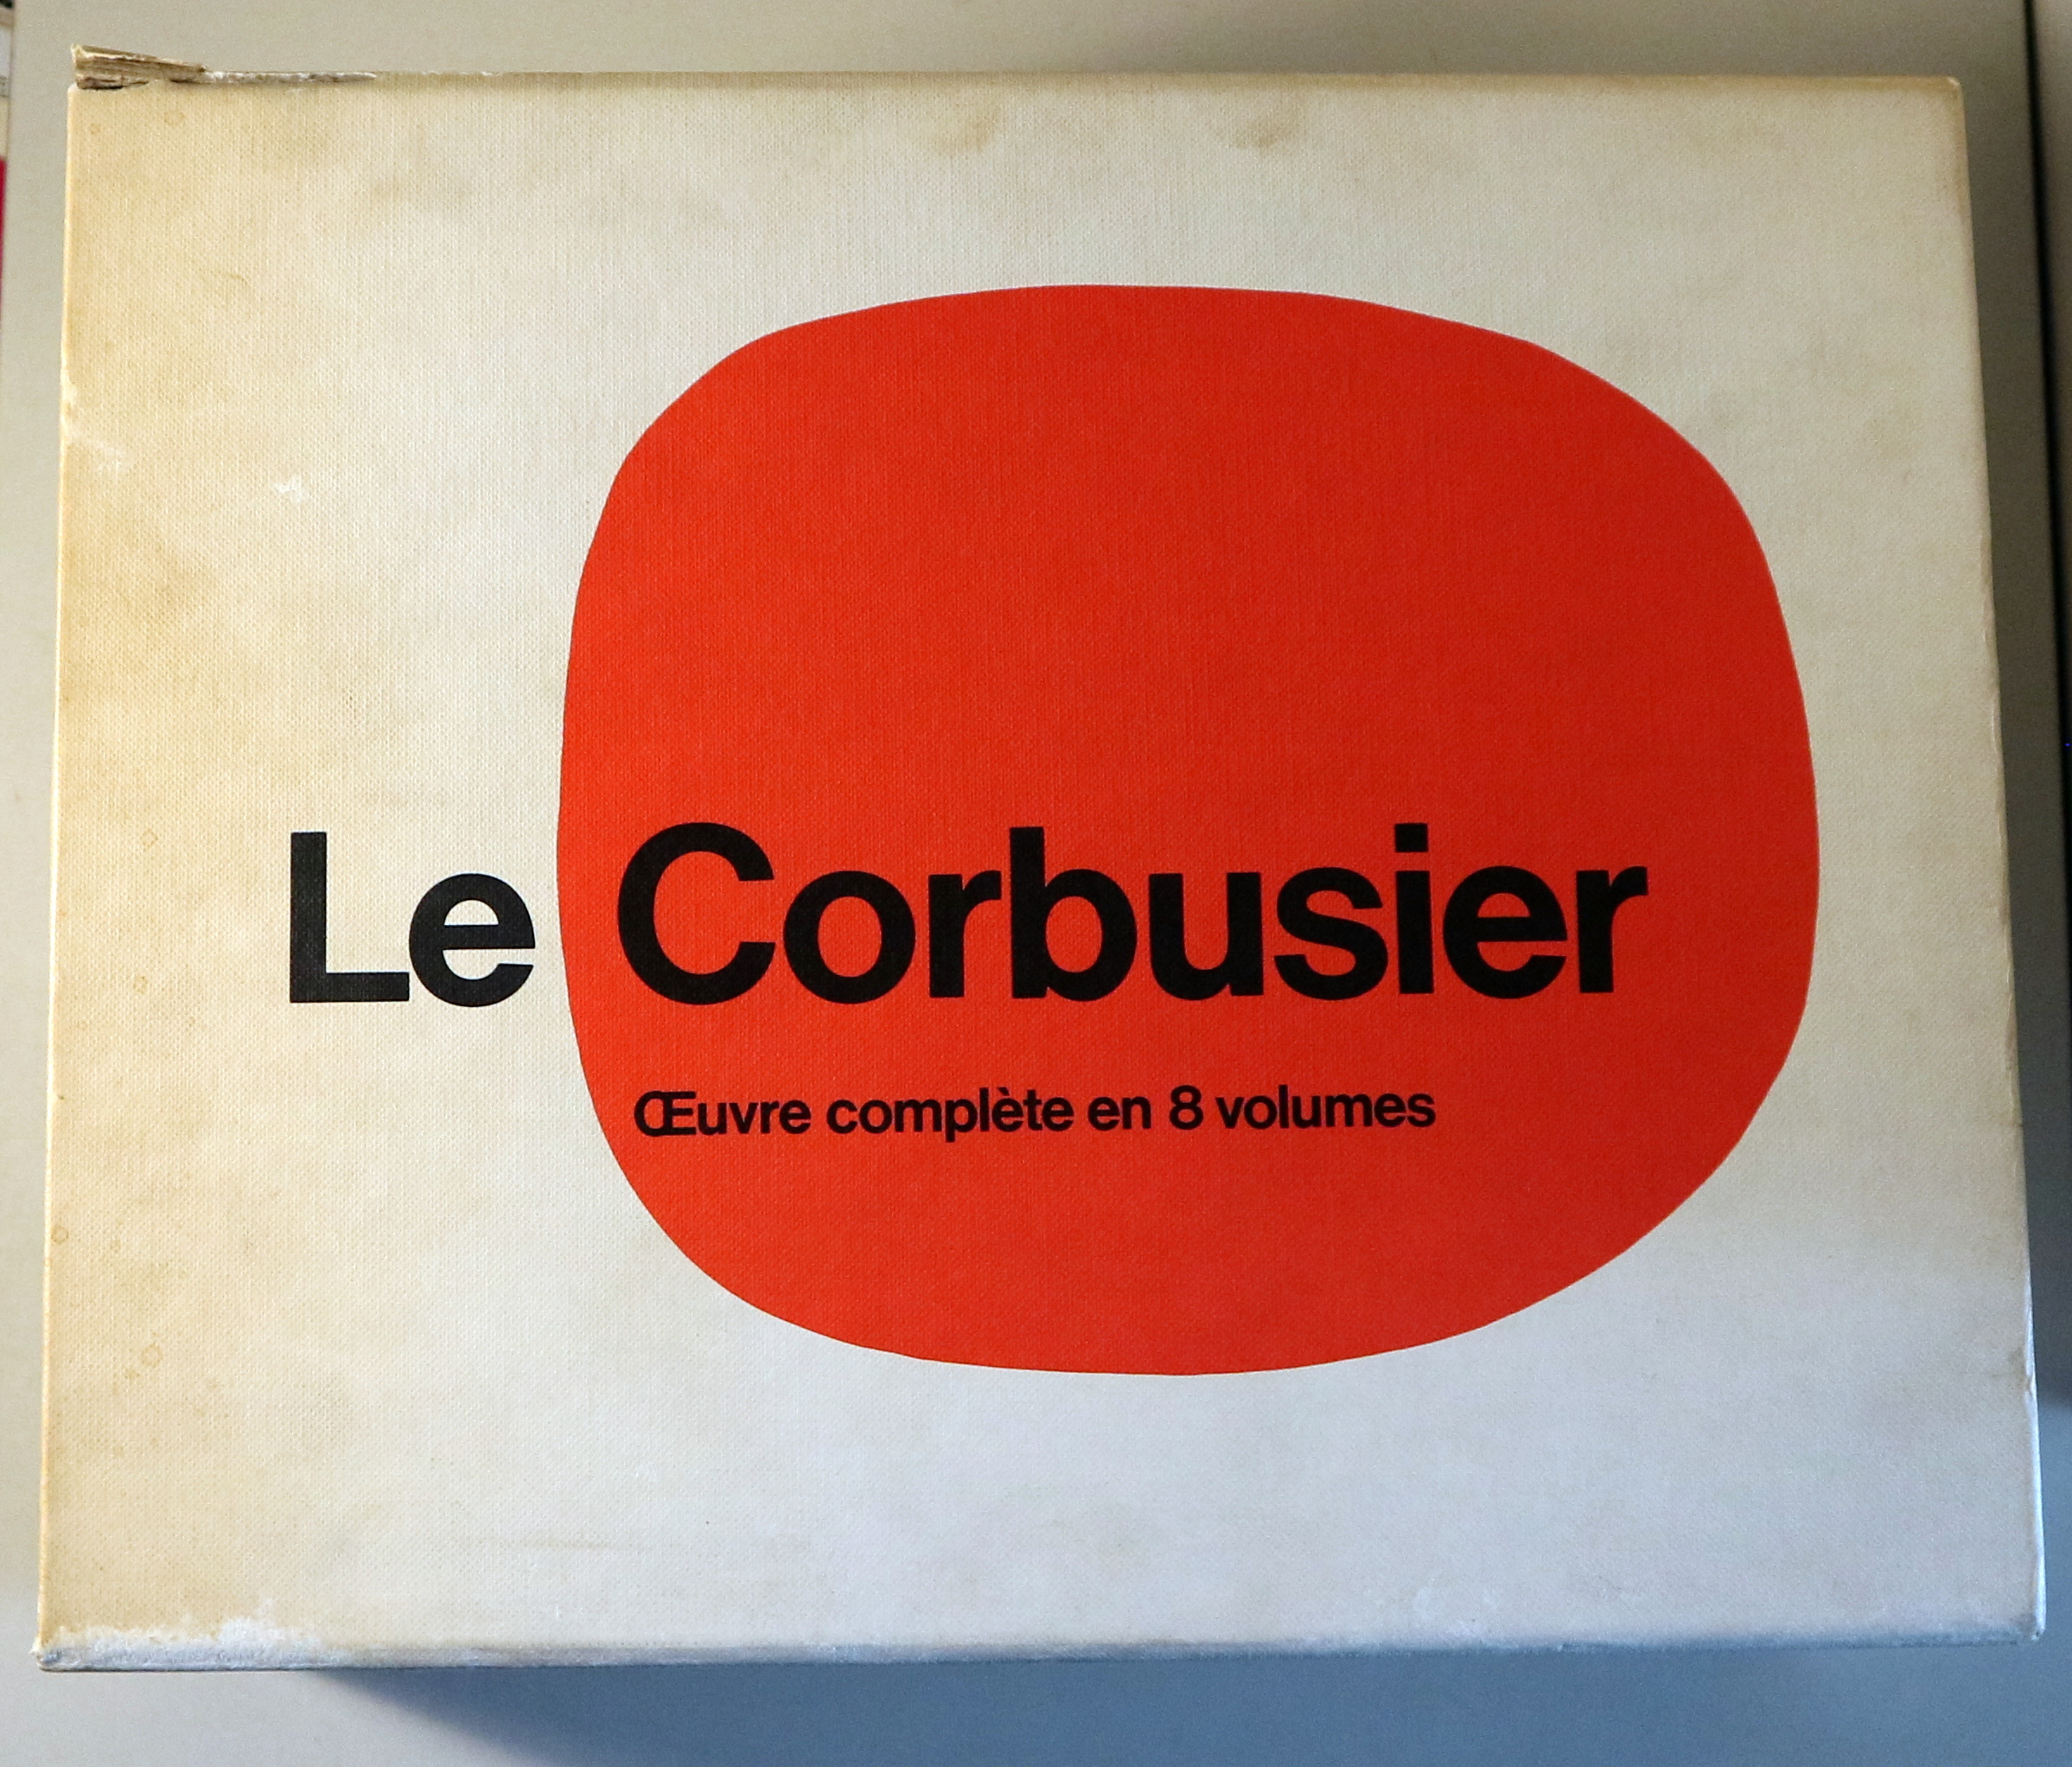 Le Corbusier
Œuvre complète en 8 volumes